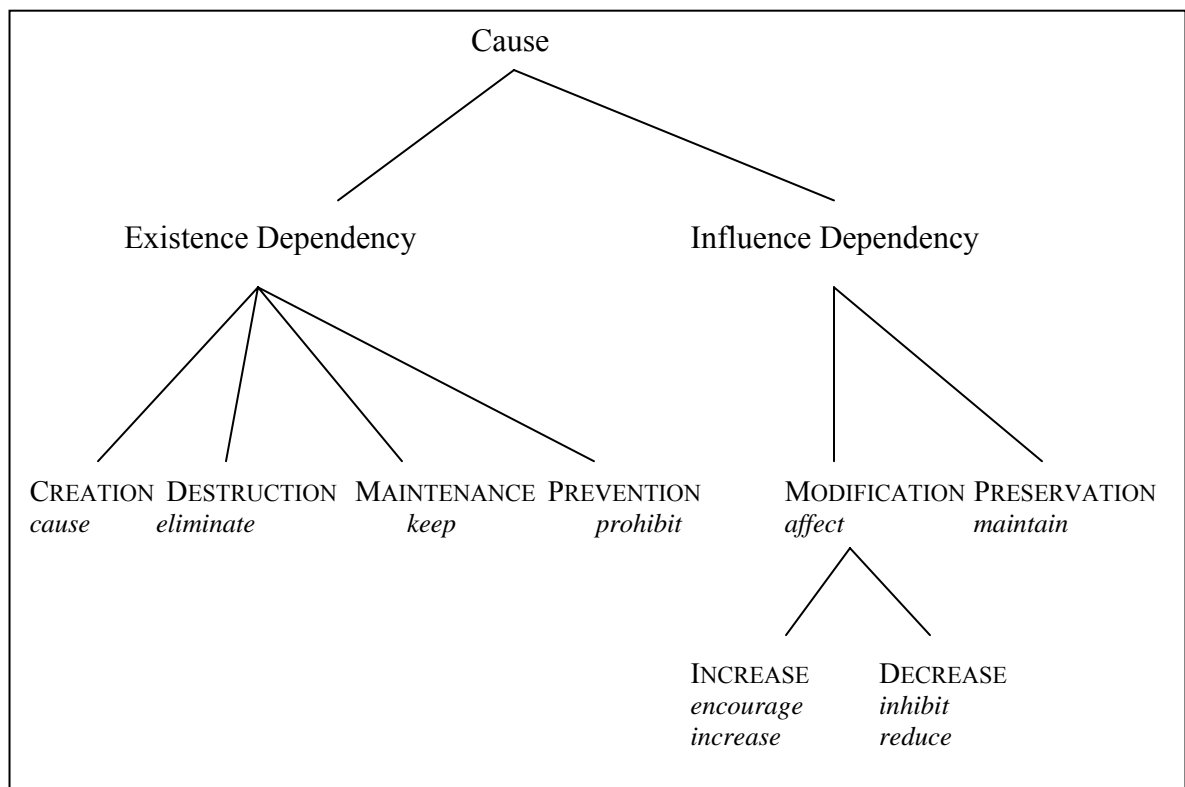 Cause
Existence Dependency Influence Dependency
CREATION DESTRUCTION MAINTENANCE PREVENTION MODIFICATION PRESERVATION
cause eliminate keep prohibit affect maintain
INCREASE DECREASE
encourage inhibit
increase reduce